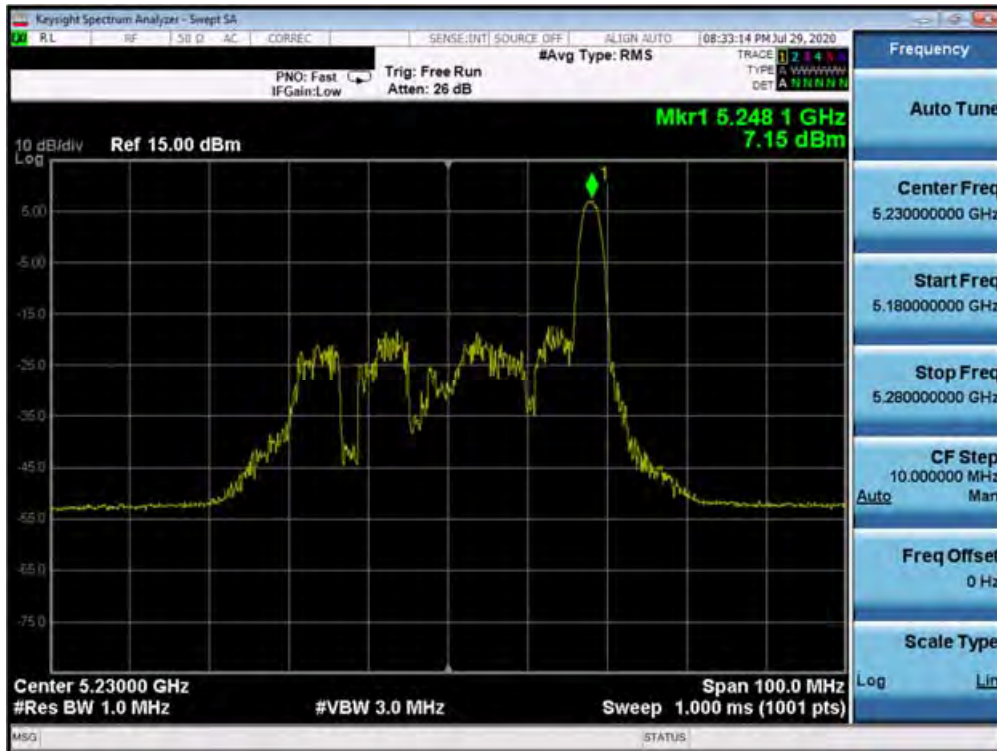 Keysight Spectrum Analyzer - Swept SA
RL RF 50 Ω AC CORREC SENSE:INT SOURCE OFF ALIGN AUTO 08:33:14 PM Jul 29, 2020
#Avg Type: RMS
TRACE 1 2 3 4 5 6
PNO: Fast Trig: Free Run
TYPE A WWWWW
IFGain:Low Atten: 26 dB
DET A N N N N N
Mkr1 5.248 1 GHz
7.15 dBm
10 dB/div Ref 15.00 dBm
Log
1
5.00
-5.00
-15.0
-25.0
-35.0
-45.0
-55.0
-65.0
-75.0
Center 5.23000 GHz Span 100.0 MHz
#Res BW 1.0 MHz #VBW 3.0 MHz Sweep 1.000 ms (1001 pts)
MSG STATUS
Frequency
Auto Tune
Center Freq
5.230000000 GHz
Start Freq
5.180000000 GHz
Stop Freq
5.280000000 GHz
CF Step
10.000000 MHz
Auto Man
Freq Offset
0 Hz
Scale Type
Log Lin